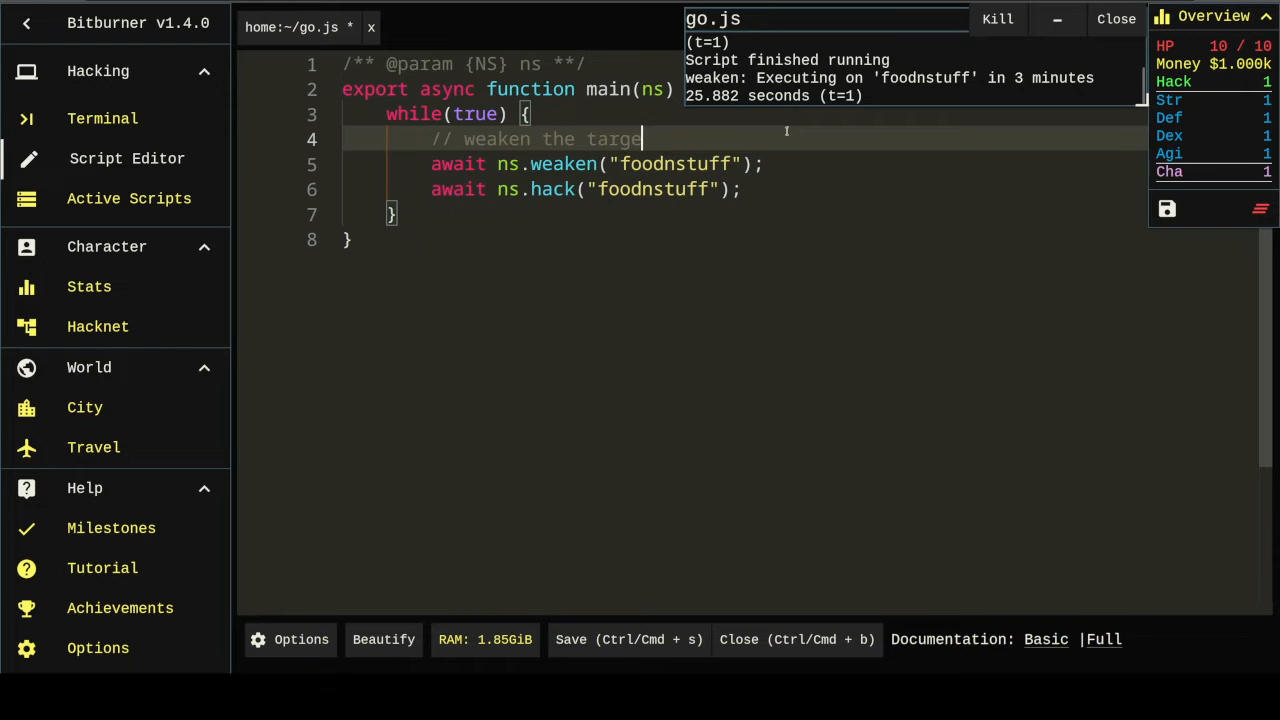 Bitburner v1.4.0
Hacking
Terminal
Script Editor
Active Scripts
Character
Stats
Hacknet
World
City
Travel
Help
Milestones
Tutorial
Achievements
Options
home:~/go.js * x
1 /** @param {NS} ns **/
2 export async function main(ns)
3 while(true) {
4 // weaken the targe
5 await ns.weaken("foodnstuff");
6 await ns.hack("foodnstuff");
7 }
8 }
go.js Kill – Close
(t=1)
Script finished running
weaken: Executing on 'foodnstuff' in 3 minutes
25.882 seconds (t=1)
Overview
HP 10 / 10
Money $1.000k
Hack 1
Str 1
Def 1
Dex 1
Agi 1
Cha 1
Options Beautify RAM: 1.85GiB Save (Ctrl/Cmd + s) Close (Ctrl/Cmd + b) Documentation: Basic |Full